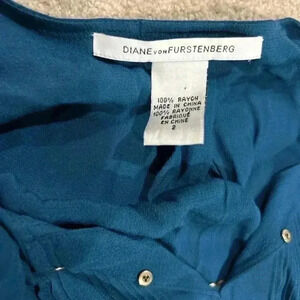 DIANE VON FURSTENBERG
100% RAYON
MADE IN CHINA
100% RAYONNE
FABRIQUÉ
EN CHINE
2